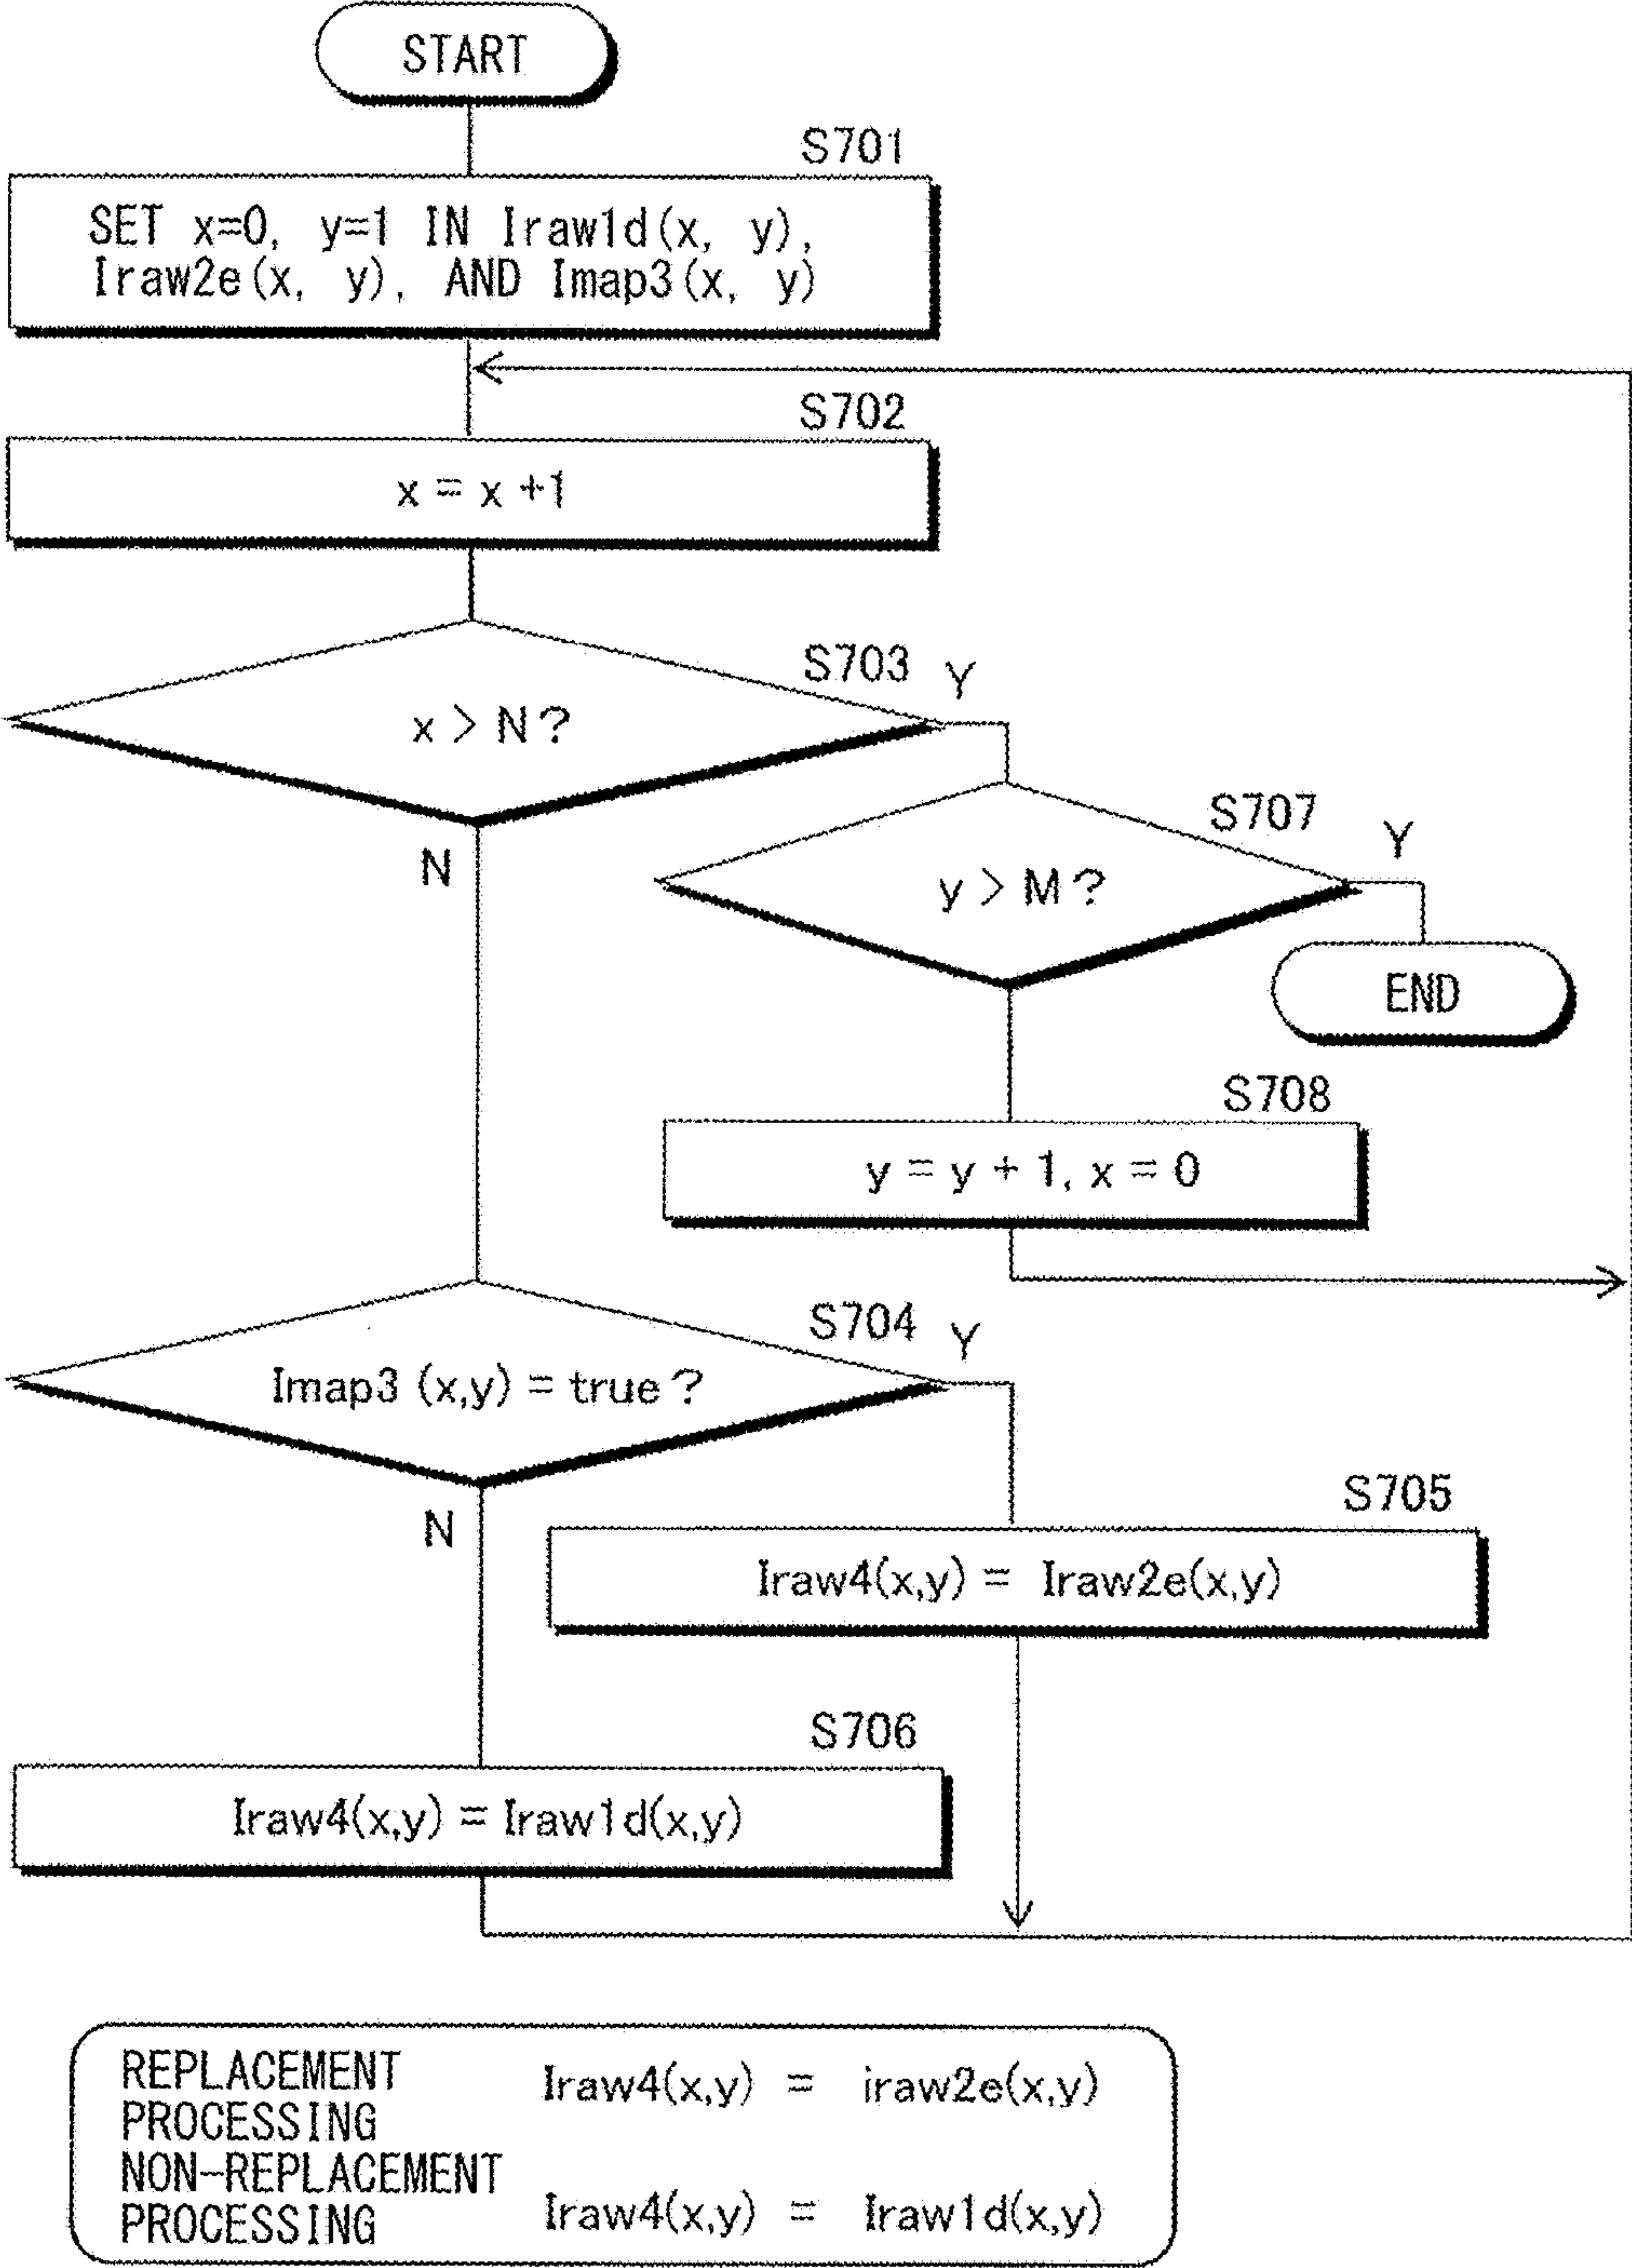 START
S701
SET x=0, y=1 IN Iraw1d(x, y),
Iraw2e(x, y), AND Imap3(x, y)
S702
x = x +1
S703
Y
x > N ?
N
S707
Y
y > M ?
END
S708
y = y + 1, x = 0
S704
Y
Imap3 (x,y) = true ?
N
S705
Iraw4(x,y) = Iraw2e(x,y)
S706
Iraw4(x,y) = Iraw1d(x,y)
REPLACEMENT
PROCESSING
Iraw4(x,y) = iraw2e(x,y)
NON-REPLACEMENT
PROCESSING
Iraw4(x,y) = Iraw1d(x,y)